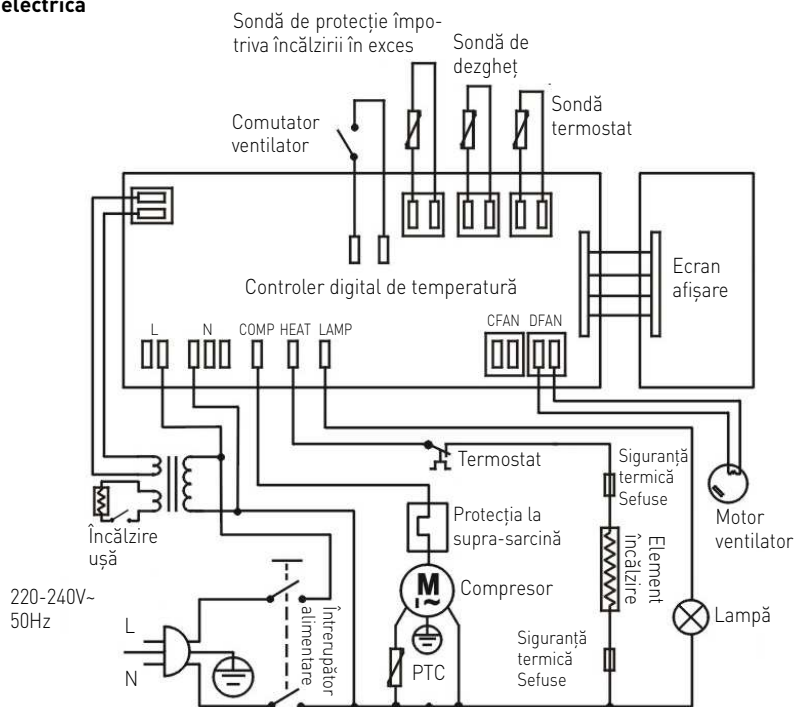 electrică
Sondă de protecție împo-
triva încălzirii în exces
Sondă de
dezgheț
Sondă
termostat
Comutator
ventilator
Controler digital de temperatură
Ecran
afișare
L
N
COMP
HEAT
LAMP
CFAN
DFAN
Termostat
Siguranță
termică
Sefuse
Motor
ventilator
Încălzire
ușă
Protecția la
supra-sarcină
M
1~
Compresor
Element
încălzire
Lampă
220-240V~
50Hz
L
N
Întrerupător
alimentare
PTC
Siguranță
termică
Sefuse